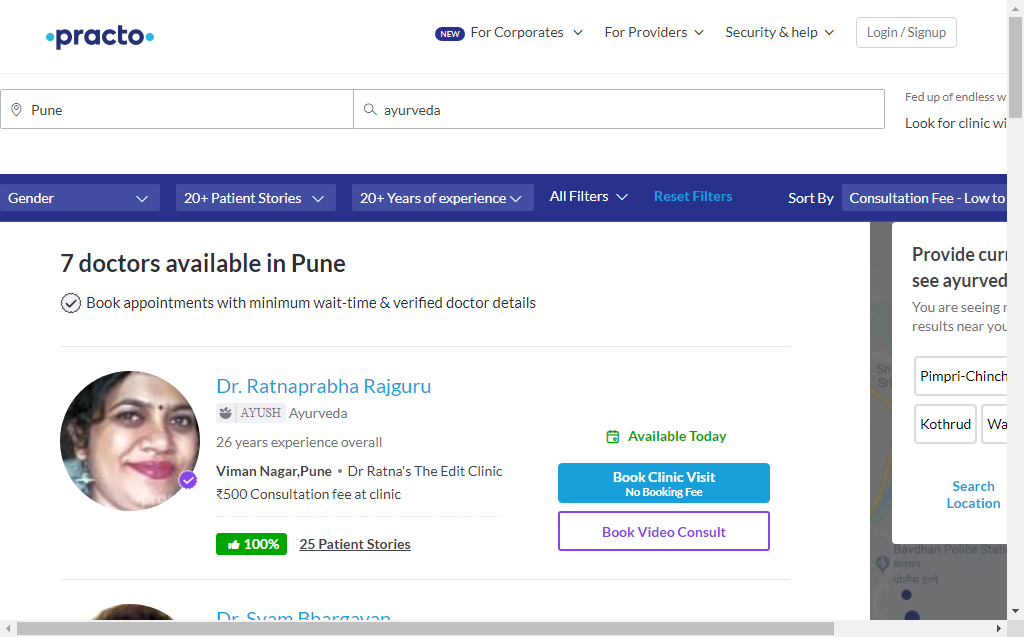 practo
NEW For Corporates
For Providers
Security & help
Login / Signup
Pune
ayurveda
Fed up of endless w
Look for clinic wi
Gender
20+ Patient Stories
20+ Years of experience
All Filters
Reset Filters
Sort By
Consultation Fee - Low to
7 doctors available in Pune
Book appointments with minimum wait-time & verified doctor details
Dr. Ratnaprabha Rajguru
AYUSH Ayurveda
26 years experience overall
Viman Nagar,Pune • Dr Ratna's The Edit Clinic
₹500 Consultation fee at clinic
100% 25 Patient Stories
Available Today
Book Clinic Visit
No Booking Fee
Book Video Consult
Dr. Syam Bhargavan
Provide curr
see ayurved
You are seeing r
results near you
Pimpri-Chinch
Kothrud
Wa
Search
Location
Bavdhan Police Stati
बावधन
पोलीस ठाणे